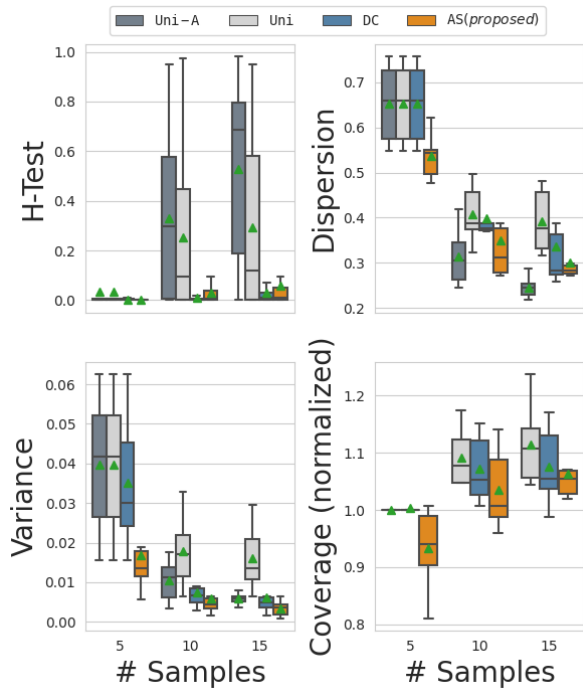 Uni-A Uni DC AS(proposed)
H-Test
1.0
0.8
0.6
0.4
0.2
0.0
Dispersion
0.7
0.6
0.5
0.4
0.3
0.2
Variance
0.06
0.05
0.04
0.03
0.02
0.01
0.00
5 10 15
# Samples
Coverage (normalized)
1.2
1.1
1.0
0.9
0.8
5 10 15
# Samples